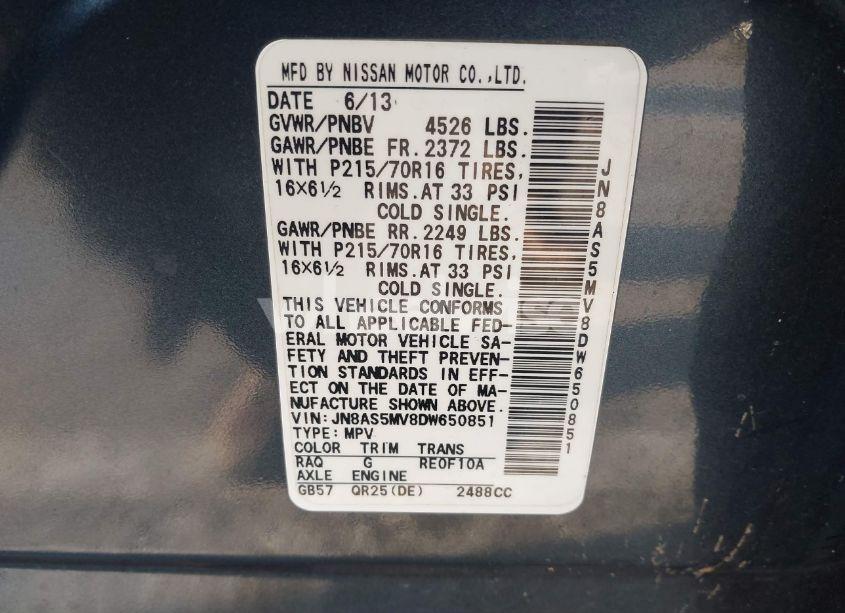 MFD BY NISSAN MOTOR CO.,LTD.
DATE 6/13
GVWR/PNBV 4526 LBS.
GAWR/PNBE FR. 2372 LBS.
WITH P215/70R16 TIRES,
16×6½ RIMS. AT 33 PSI
COLD SINGLE.
GAWR/PNBE RR. 2249 LBS.
WITH P215/70R16 TIRES,
16×6½ RIMS. AT 33 PSI
COLD SINGLE.
THIS VEHICLE CONFORMS
TO ALL APPLICABLE FED-
ERAL MOTOR VEHICLE SA-
FETY AND THEFT PREVEN-
TION STANDARDS IN EFF-
ECT ON THE DATE OF MA-
NUFACTURE SHOWN ABOVE.
VIN:JN8AS5MV8DW650851
TYPE:MPV
COLOR TRIM TRANS
RAQ G RE0F10A
AXLE ENGINE
GB57 QR25(DE) 2488CC
JN8AS5MV8DW650851